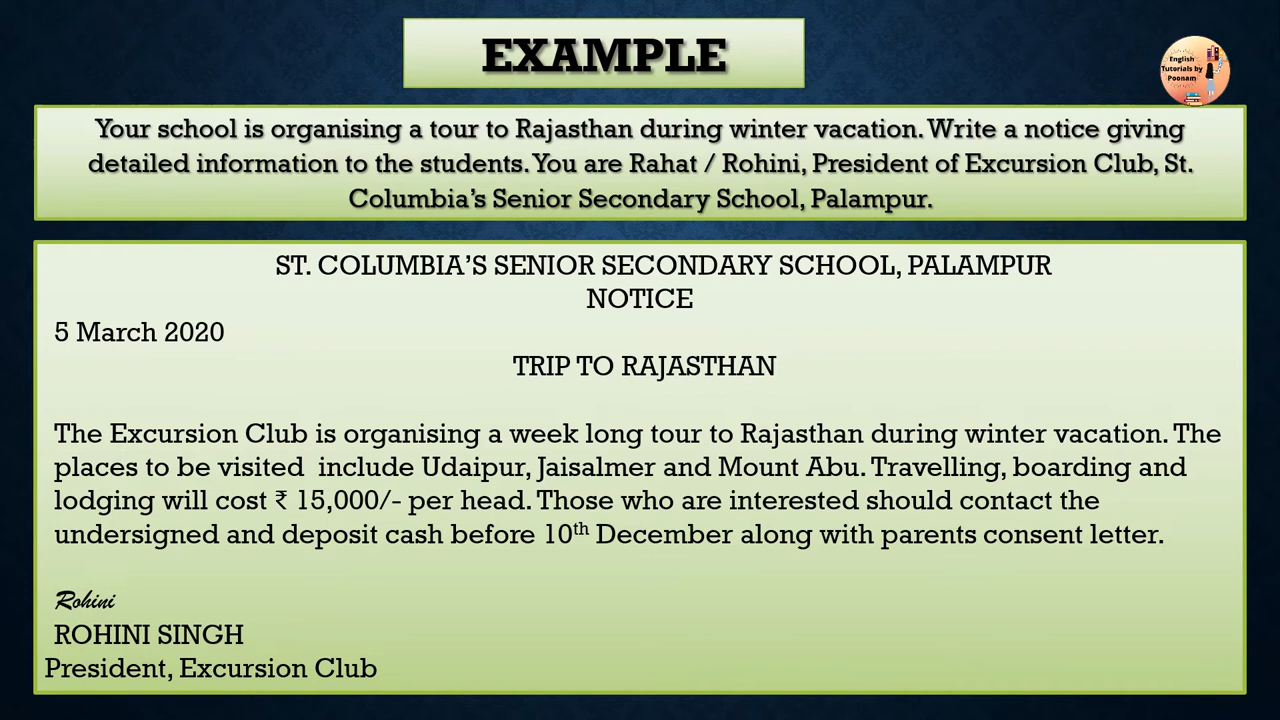 EXAMPLE
English
Tutorials by
Poonam
Your school is organising a tour to Rajasthan during winter vacation. Write a notice giving
detailed information to the students. You are Rahat / Rohini, President of Excursion Club, St.
Columbia’s Senior Secondary School, Palampur.
ST. COLUMBIA’S SENIOR SECONDARY SCHOOL, PALAMPUR
NOTICE
5 March 2020
TRIP TO RAJASTHAN
The Excursion Club is organising a week long tour to Rajasthan during winter vacation. The
places to be visited include Udaipur, Jaisalmer and Mount Abu. Travelling, boarding and
lodging will cost ₹ 15,000/- per head. Those who are interested should contact the
undersigned and deposit cash before 10th December along with parents consent letter.
Rohini
ROHINI SINGH
President, Excursion Club